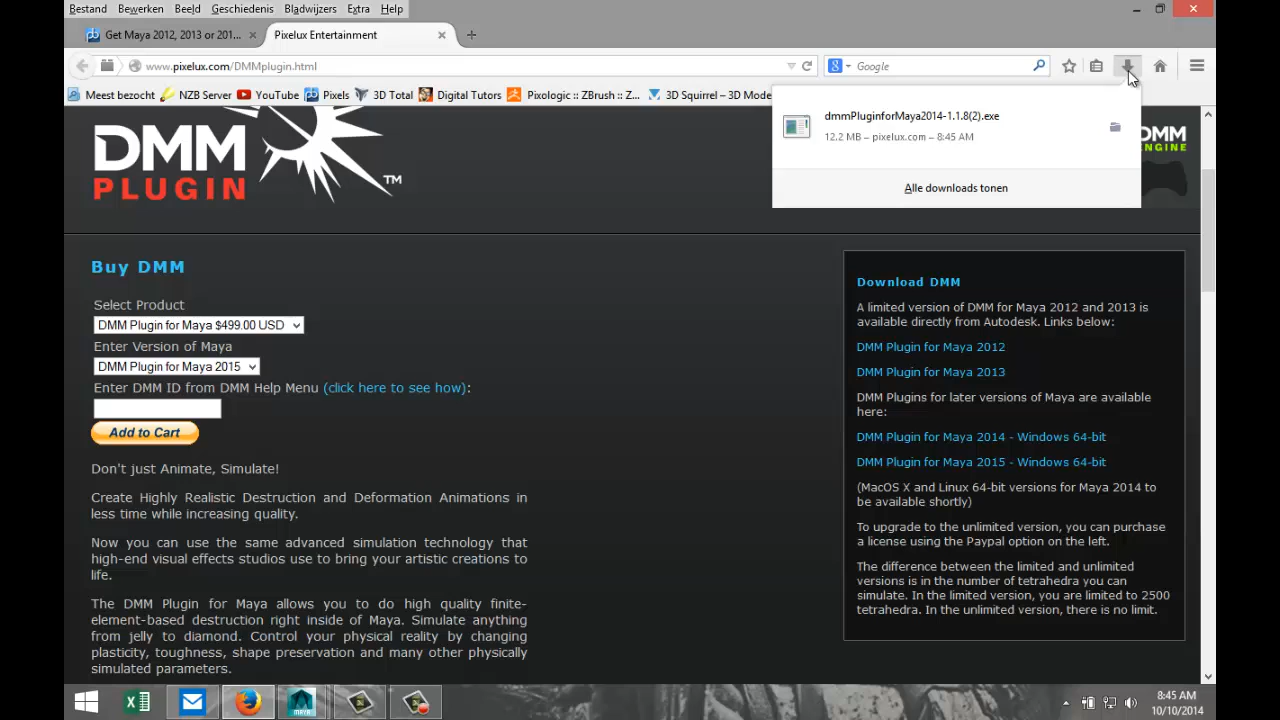 Bestand Bewerken Beeld Geschiedenis Bladwijzers Extra Help
Get Maya 2012, 2013 or 201...
Pixelux Entertainment
www.pixelux.com/DMMplugin.html
Google
Meest bezocht
NZB Server
YouTube
Pixels
3D Total
Digital Tutors
Pixologic :: ZBrush :: Z...
3D Squirrel – 3D Mode
dmmPluginforMaya2014-1.1.8(2).exe
12.2 MB – pixelux.com – 8:45 AM
Alle downloads tonen
DMM
PLUGIN
TM
DMM
ENGINE
Buy DMM
Select Product
DMM Plugin for Maya $499.00 USD
Enter Version of Maya
DMM Plugin for Maya 2015
Enter DMM ID from DMM Help Menu (click here to see how):
Add to Cart
Don't just Animate, Simulate!
Create Highly Realistic Destruction and Deformation Animations in
less time while increasing quality.
Now you can use the same advanced simulation technology that
high-end visual effects studios use to bring your artistic creations to
life.
The DMM Plugin for Maya allows you to do high quality finite-
element-based destruction right inside of Maya. Simulate anything
from jelly to diamond. Control your physical reality by changing
plasticity, toughness, shape preservation and many other physically
simulated parameters.
Download DMM
A limited version of DMM for Maya 2012 and 2013 is
available directly from Autodesk. Links below:
DMM Plugin for Maya 2012
DMM Plugin for Maya 2013
DMM Plugins for later versions of Maya are available
here:
DMM Plugin for Maya 2014 - Windows 64-bit
DMM Plugin for Maya 2015 - Windows 64-bit
(MacOS X and Linux 64-bit versions for Maya 2014 to
be available shortly)
To upgrade to the unlimited version, you can purchase
a license using the Paypal option on the left.
The difference between the limited and unlimited
versions is in the number of tetrahedra you can
simulate. In the limited version, you are limited to 2500
tetrahedra. In the unlimited version, there is no limit.
MAYA
8:45 AM
10/10/2014